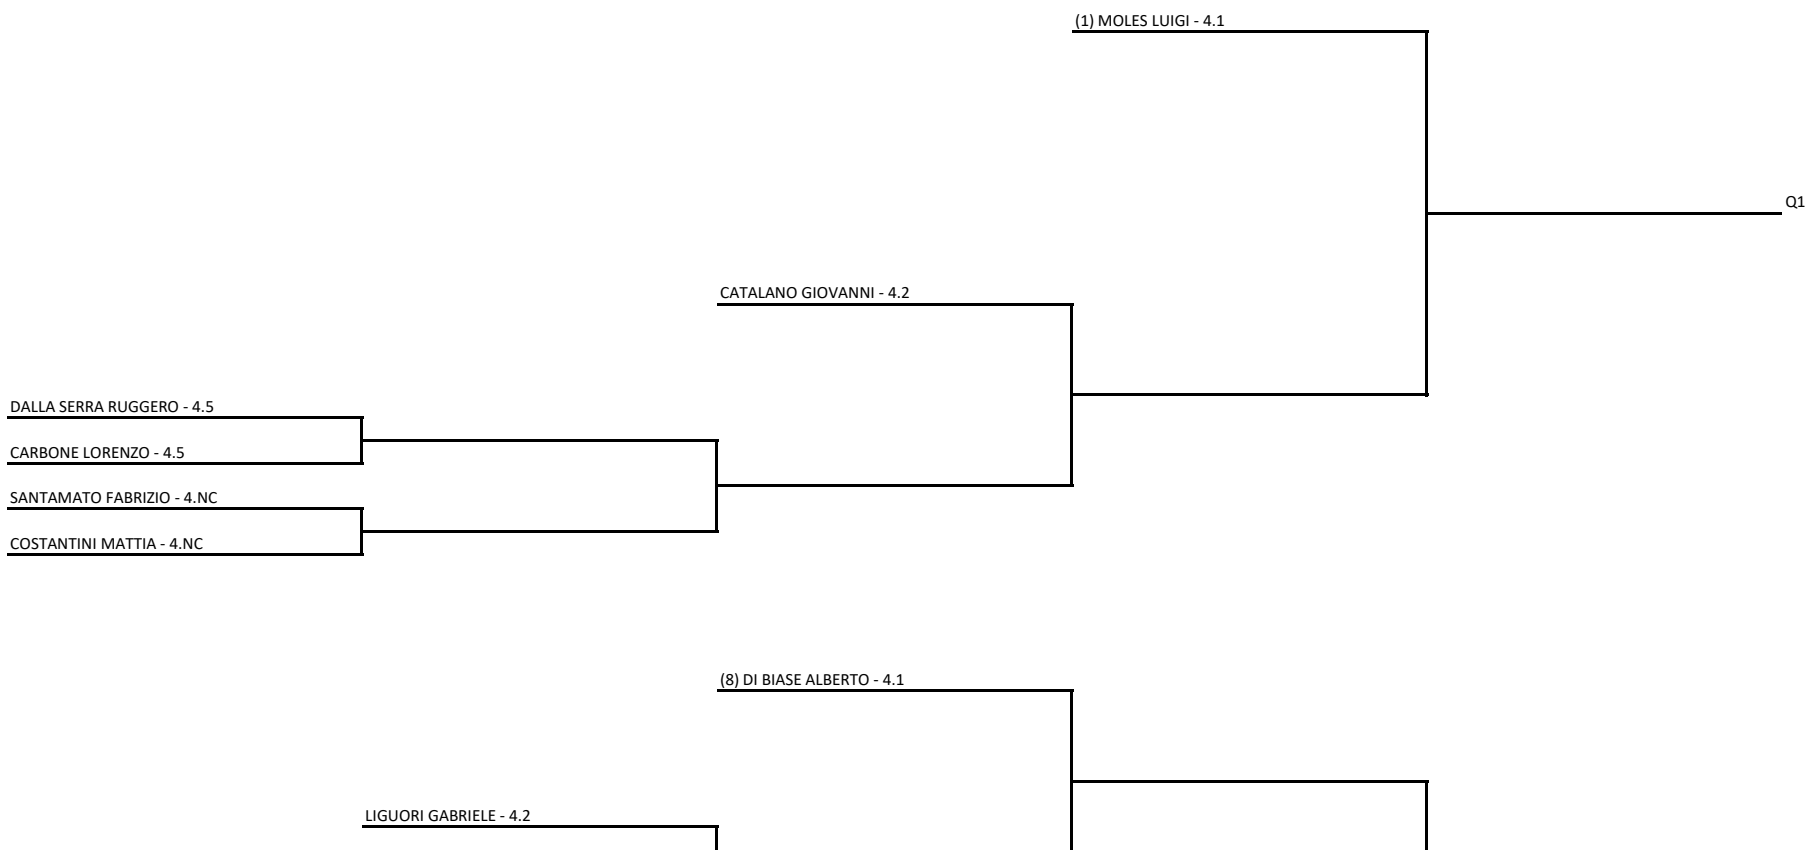 (1) MOLES LUIGI - 4.1
Q1
CATALANO GIOVANNI - 4.2
DALLA SERRA RUGGERO - 4.5
CARBONE LORENZO - 4.5
SANTAMATO FABRIZIO - 4.NC
COSTANTINI MATTIA - 4.NC
(8) DI BIASE ALBERTO - 4.1
LIGUORI GABRIELE - 4.2